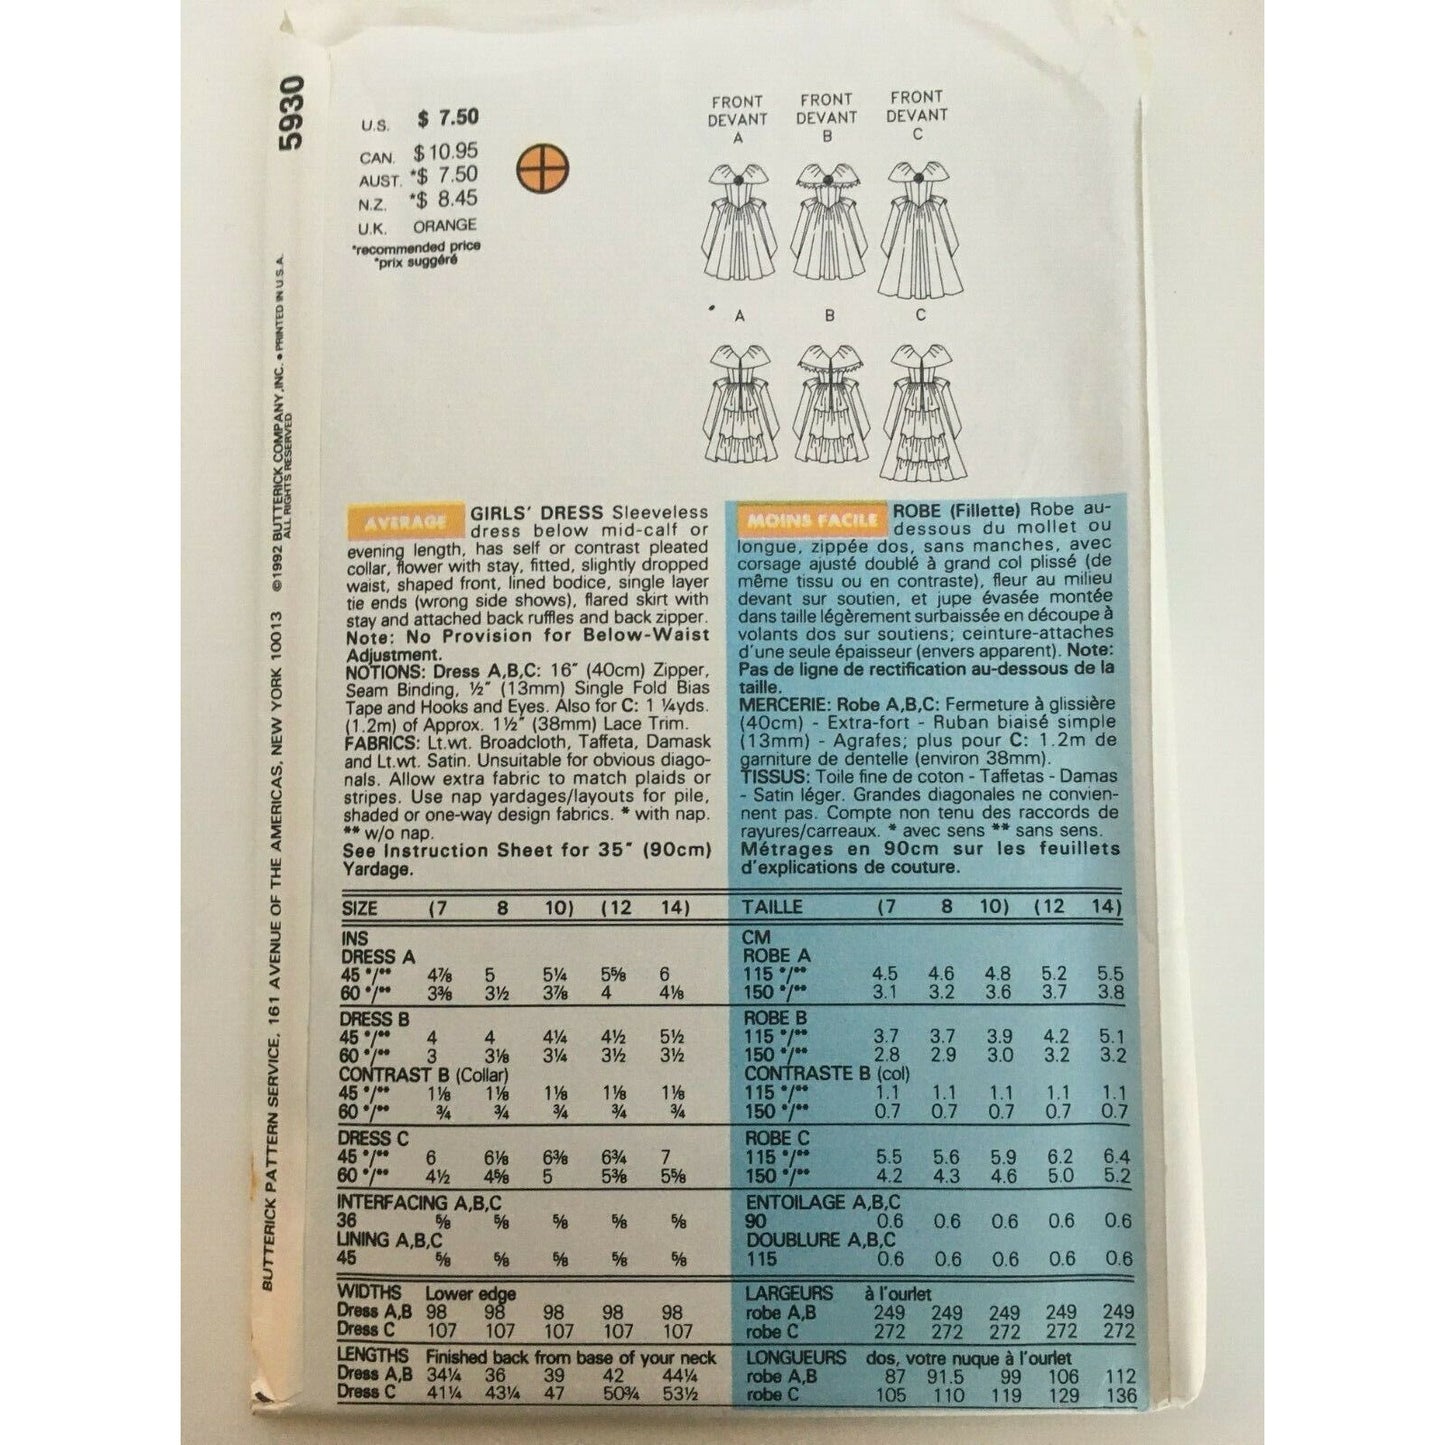 5930
©1992 BUTTERICK COMPANY, INC. • PRINTED IN U.S.A.
ALL RIGHTS RESERVED
BUTTERICK PATTERN SERVICE, 161 AVENUE OF THE AMERICAS, NEW YORK 10013
U.S. $ 7.50
CAN. $ 10.95
AUST. *$ 7.50
N.Z. *$ 8.45
U.K. ORANGE
*recommended price
*prix suggéré
FRONT FRONT FRONT
DEVANT DEVANT DEVANT
A B C
A B C
AVERAGE GIRLS' DRESS Sleeveless
dress below mid-calf or
evening length, has self or contrast pleated
collar, flower with stay, fitted, slightly dropped
waist, shaped front, lined bodice, single layer
tie ends (wrong side shows), flared skirt with
stay and attached back ruffles and back zipper.
Note: No Provision for Below-Waist
Adjustment.
NOTIONS: Dress A,B,C: 16" (40cm) Zipper,
Seam Binding, ½" (13mm) Single Fold Bias
Tape and Hooks and Eyes. Also for C: 1 ¼yds.
(1.2m) of Approx. 1½" (38mm) Lace Trim.
FABRICS: Lt.wt. Broadcloth, Taffeta, Damask
and Lt.wt. Satin. Unsuitable for obvious diago-
nals. Allow extra fabric to match plaids or
stripes. Use nap yardages/layouts for pile,
shaded or one-way design fabrics. * with nap.
** w/o nap.
See Instruction Sheet for 35" (90cm)
Yardage.
MOINS FACILE ROBE (Fillette) Robe au-
dessous du mollet ou
longue, zippée dos, sans manches, avec
corsage ajusté doublé à grand col plissé (de
même tissu ou en contraste), fleur au milieu
devant sur soutien, et jupe évasée montée
dans taille légèrement surbaissée en découpe à
volants dos sur soutiens; ceinture-attaches
d'une seule épaisseur (envers apparent). Note:
Pas de ligne de rectification au-dessous de la
taille.
MERCERIE: Robe A,B,C: Fermeture à glissière
(40cm) - Extra-fort - Ruban biaisé simple
(13mm) - Agrafes; plus pour C: 1.2m de
garniture de dentelle (environ 38mm).
TISSUS: Toile fine de coton - Taffetas - Damas
- Satin léger. Grandes diagonales ne convien-
nent pas. Compte non tenu des raccords de
rayures/carreaux. * avec sens ** sans sens.
Métrages en 90cm sur les feuillets
d'explications de couture.
SIZE (7 8 10) (12 14)
INS
DRESS A
45 */** 4⅞ 5 5¼ 5⅝ 6
60 */** 3⅜ 3½ 3⅞ 4 4⅛
DRESS B
45 */** 4 4 4¼ 4½ 5½
60 */** 3 3⅛ 3¼ 3½ 3½
CONTRAST B (Collar)
45 */** 1⅛ 1⅛ 1⅛ 1⅛ 1⅛
60 */** ¾ ¾ ¾ ¾ ¾
DRESS C
45 */** 6 6⅛ 6⅜ 6¾ 7
60 */** 4½ 4⅝ 5 5⅜ 5⅝
INTERFACING A,B,C
36 ⅝ ⅝ ⅝ ⅝ ⅝
LINING A,B,C
45 ⅝ ⅝ ⅝ ⅝ ⅝
WIDTHS Lower edge
Dress A,B 98 98 98 98 98
Dress C 107 107 107 107 107
LENGTHS Finished back from base of your neck
Dress A,B 34¼ 36 39 42 44¼
Dress C 41¼ 43¼ 47 50¾ 53½
TAILLE (7 8 10) (12 14)
CM
ROBE A
115 */** 4.5 4.6 4.8 5.2 5.5
150 */** 3.1 3.2 3.6 3.7 3.8
ROBE B
115 */** 3.7 3.7 3.9 4.2 5.1
150 */** 2.8 2.9 3.0 3.2 3.2
CONTRASTE B (col)
115 */** 1.1 1.1 1.1 1.1 1.1
150 */** 0.7 0.7 0.7 0.7 0.7
ROBE C
115 */** 5.5 5.6 5.9 6.2 6.4
150 */** 4.2 4.3 4.6 5.0 5.2
ENTOILAGE A,B,C
90 0.6 0.6 0.6 0.6 0.6
DOUBLURE A,B,C
115 0.6 0.6 0.6 0.6 0.6
LARGEURS à l'ourlet
robe A,B 249 249 249 249 249
robe C 272 272 272 272 272
LONGUEURS dos, votre nuque à l'ourlet
robe A,B 87 91.5 99 106 112
robe C 105 110 119 129 136